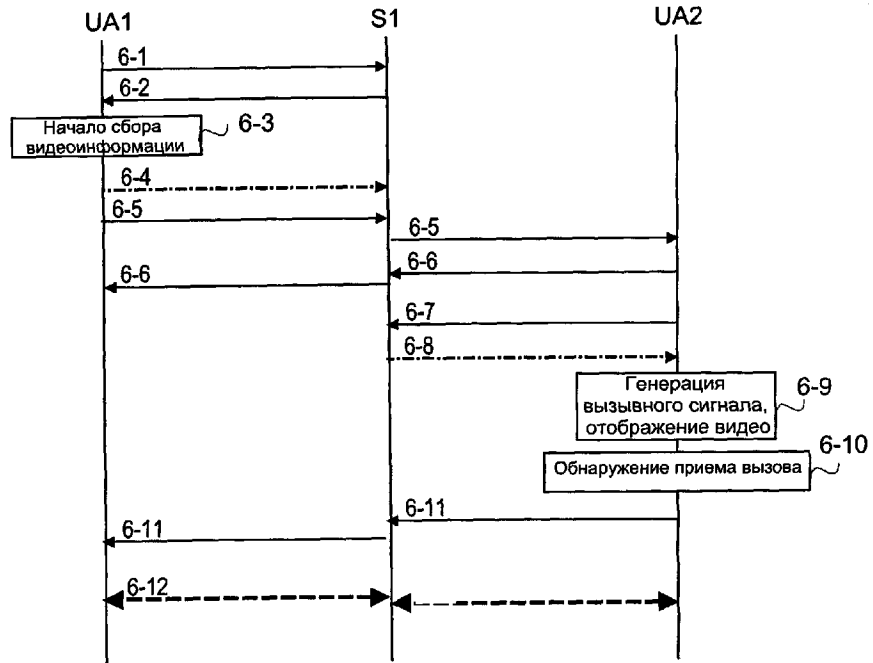 UA1 S1 UA2
6-1
6-2
Начало сбора
видеоинформации
6-3
6-4
6-5
6-5
6-6
6-6
6-7
6-8
Генерация
вызывного сигнала,
отображение видео
6-9
6-10
Обнаружение приема вызова
6-11
6-11
6-12